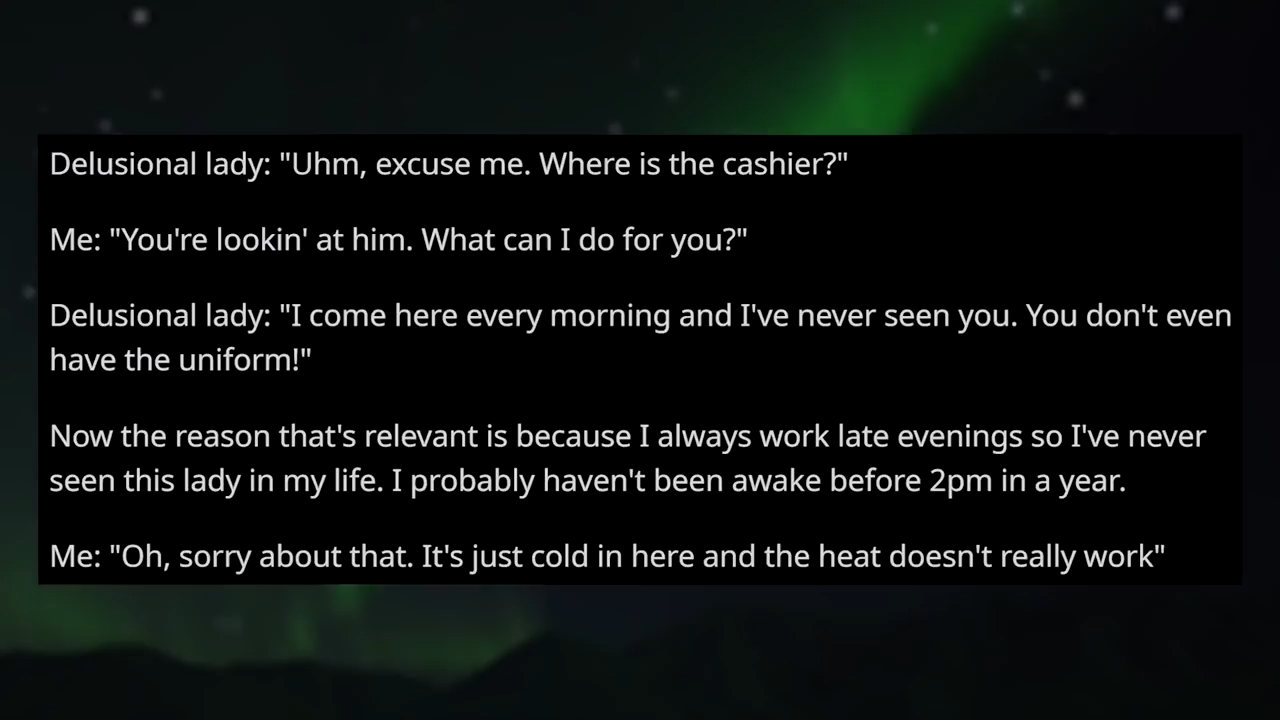 Delusional lady: "Uhm, excuse me. Where is the cashier?"
Me: "You're lookin' at him. What can I do for you?"
Delusional lady: "I come here every morning and I've never seen you. You don't even
have the uniform!"
Now the reason that's relevant is because I always work late evenings so I've never
seen this lady in my life. I probably haven't been awake before 2pm in a year.
Me: "Oh, sorry about that. It's just cold in here and the heat doesn't really work"